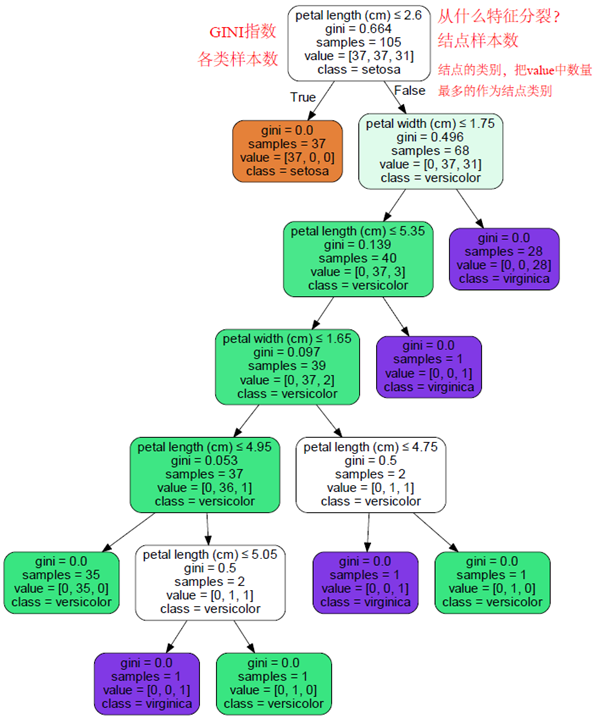 petal length (cm) ≤ 2.6
gini = 0.664
samples = 105
value = [37, 37, 31]
class = setosa
GINI指数
各类样本数
从什么特征分裂?
结点样本数
结点的类别，把value中数量
最多的作为结点类别
True
False
gini = 0.0
samples = 37
value = [37, 0, 0]
class = setosa
petal width (cm) ≤ 1.75
gini = 0.496
samples = 68
value = [0, 37, 31]
class = versicolor
petal length (cm) ≤ 5.35
gini = 0.139
samples = 40
value = [0, 37, 3]
class = versicolor
gini = 0.0
samples = 28
value = [0, 0, 28]
class = virginica
petal width (cm) ≤ 1.65
gini = 0.097
samples = 39
value = [0, 37, 2]
class = versicolor
gini = 0.0
samples = 1
value = [0, 0, 1]
class = virginica
petal length (cm) ≤ 4.95
gini = 0.053
samples = 37
value = [0, 36, 1]
class = versicolor
petal length (cm) ≤ 4.75
gini = 0.5
samples = 2
value = [0, 1, 1]
class = versicolor
gini = 0.0
samples = 35
value = [0, 35, 0]
class = versicolor
petal length (cm) ≤ 5.05
gini = 0.5
samples = 2
value = [0, 1, 1]
class = versicolor
gini = 0.0
samples = 1
value = [0, 0, 1]
class = virginica
gini = 0.0
samples = 1
value = [0, 1, 0]
class = versicolor
gini = 0.0
samples = 1
value = [0, 0, 1]
class = virginica
gini = 0.0
samples = 1
value = [0, 1, 0]
class = versicolor